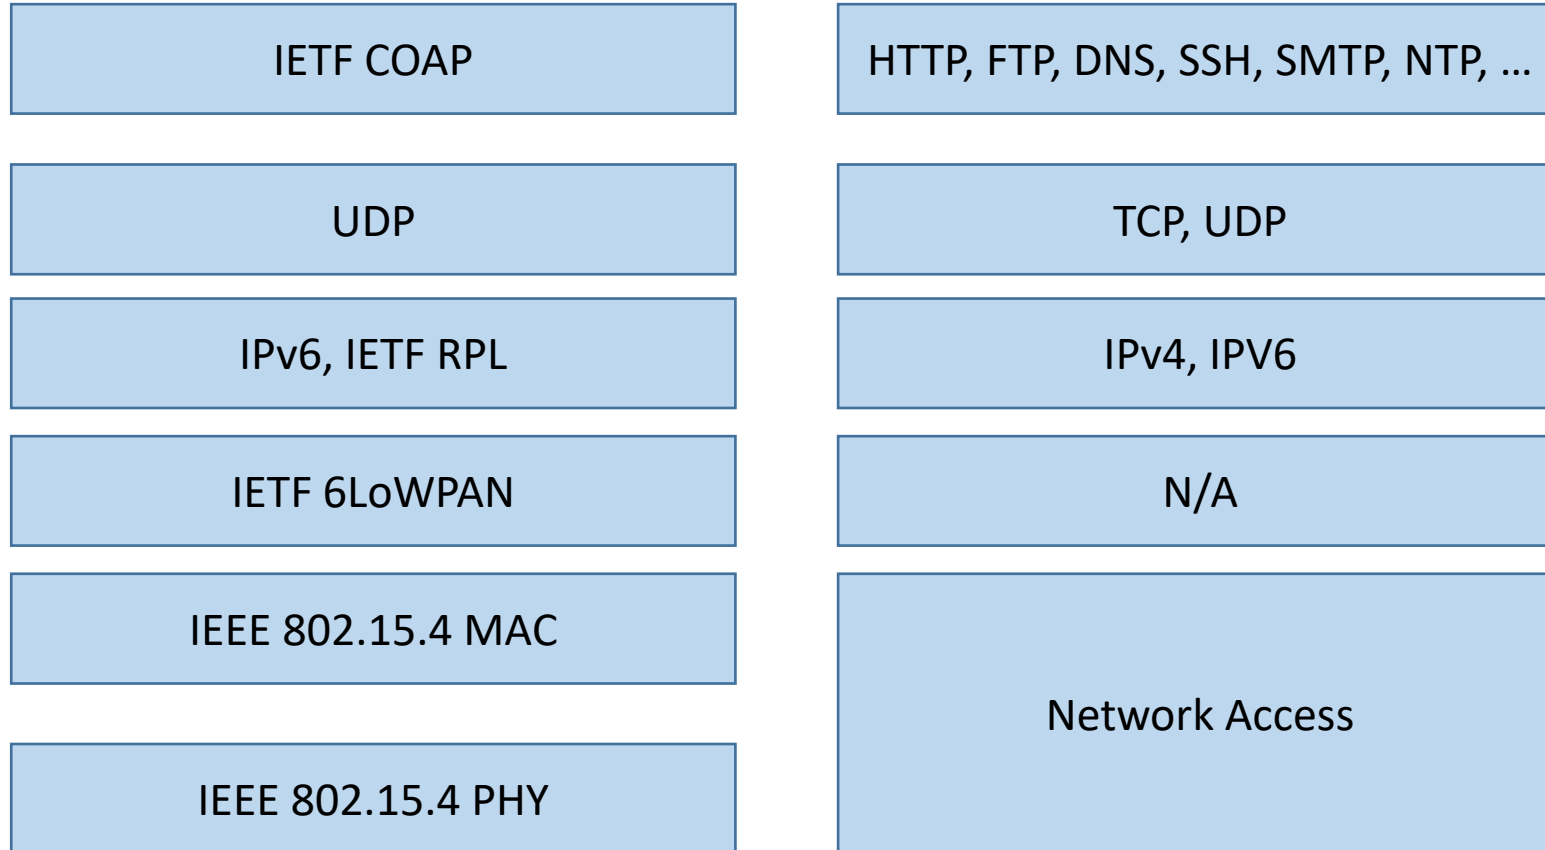 IETF COAP
HTTP, FTP, DNS, SSH, SMTP, NTP, ...
UDP
TCP, UDP
IPv6, IETF RPL
IPv4, IPV6
IETF 6LoWPAN
N/A
IEEE 802.15.4 MAC
Network Access
IEEE 802.15.4 PHY